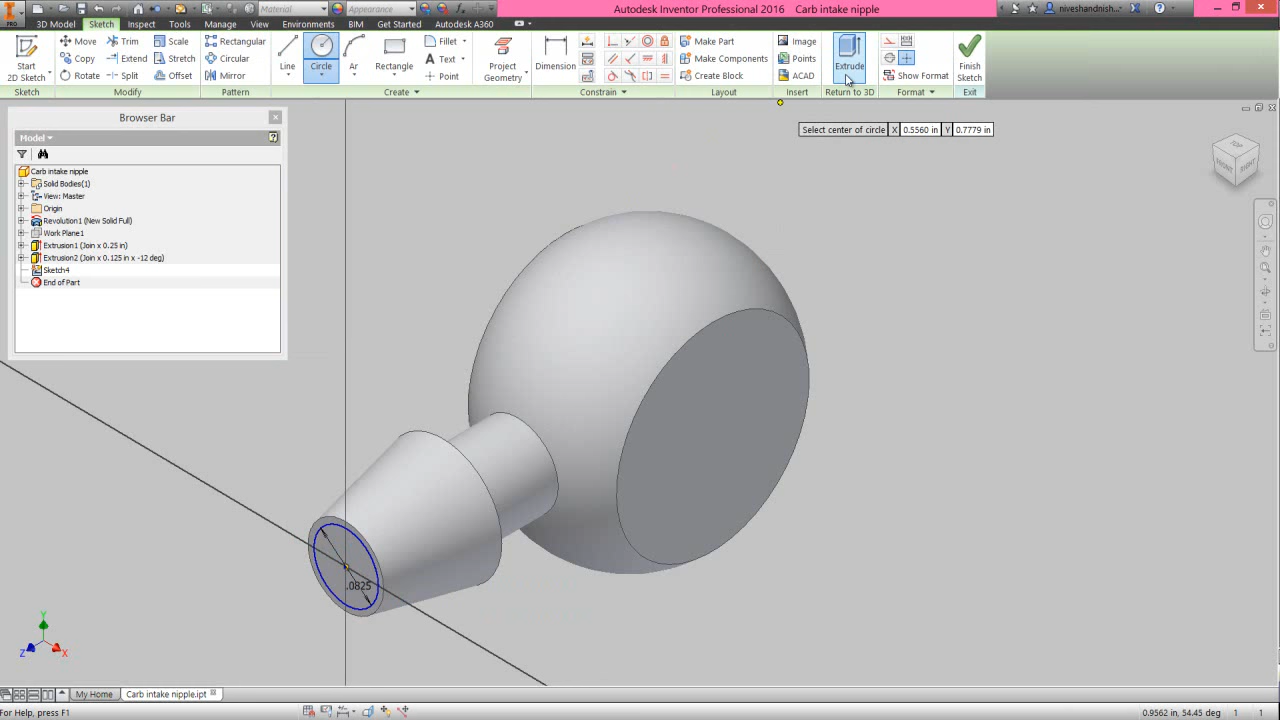 Material
Appearance
Autodesk Inventor Professional 2016 Carb intake nipple
niveshandnish...
PRO
3D Model Sketch Inspect Tools Manage View Environments BIM Get Started Autodesk A360
Start 2D Sketch
Move Trim Scale
Copy Extend Stretch
Rotate Split Offset
Rectangular
Circular
Mirror
Line Circle Arc Rectangle
Fillet
Text
Point
Project Geometry
Dimension
Make Part
Make Components
Create Block
Image
Points
ACAD
Extrude
Show Format
Finish Sketch
Sketch Modify Pattern Create Constrain Layout Insert Return to 3D Format Exit
Browser Bar
Model
Select center of circle X 0.5560 in Y 0.7779 in
Carb intake nipple
Solid Bodies(1)
View: Master
Origin
Revolution1 (New Solid Full)
Work Plane1
Extrusion1 (Join x 0.25 in)
Extrusion2 (Join x 0.125 in x -12 deg)
Sketch4
End of Part
TOP
FRONT RIGHT
.0825
Y
Z X
My Home Carb intake nipple.ipt
For Help, press F1
0.9562 in, 54.45 deg 1 1